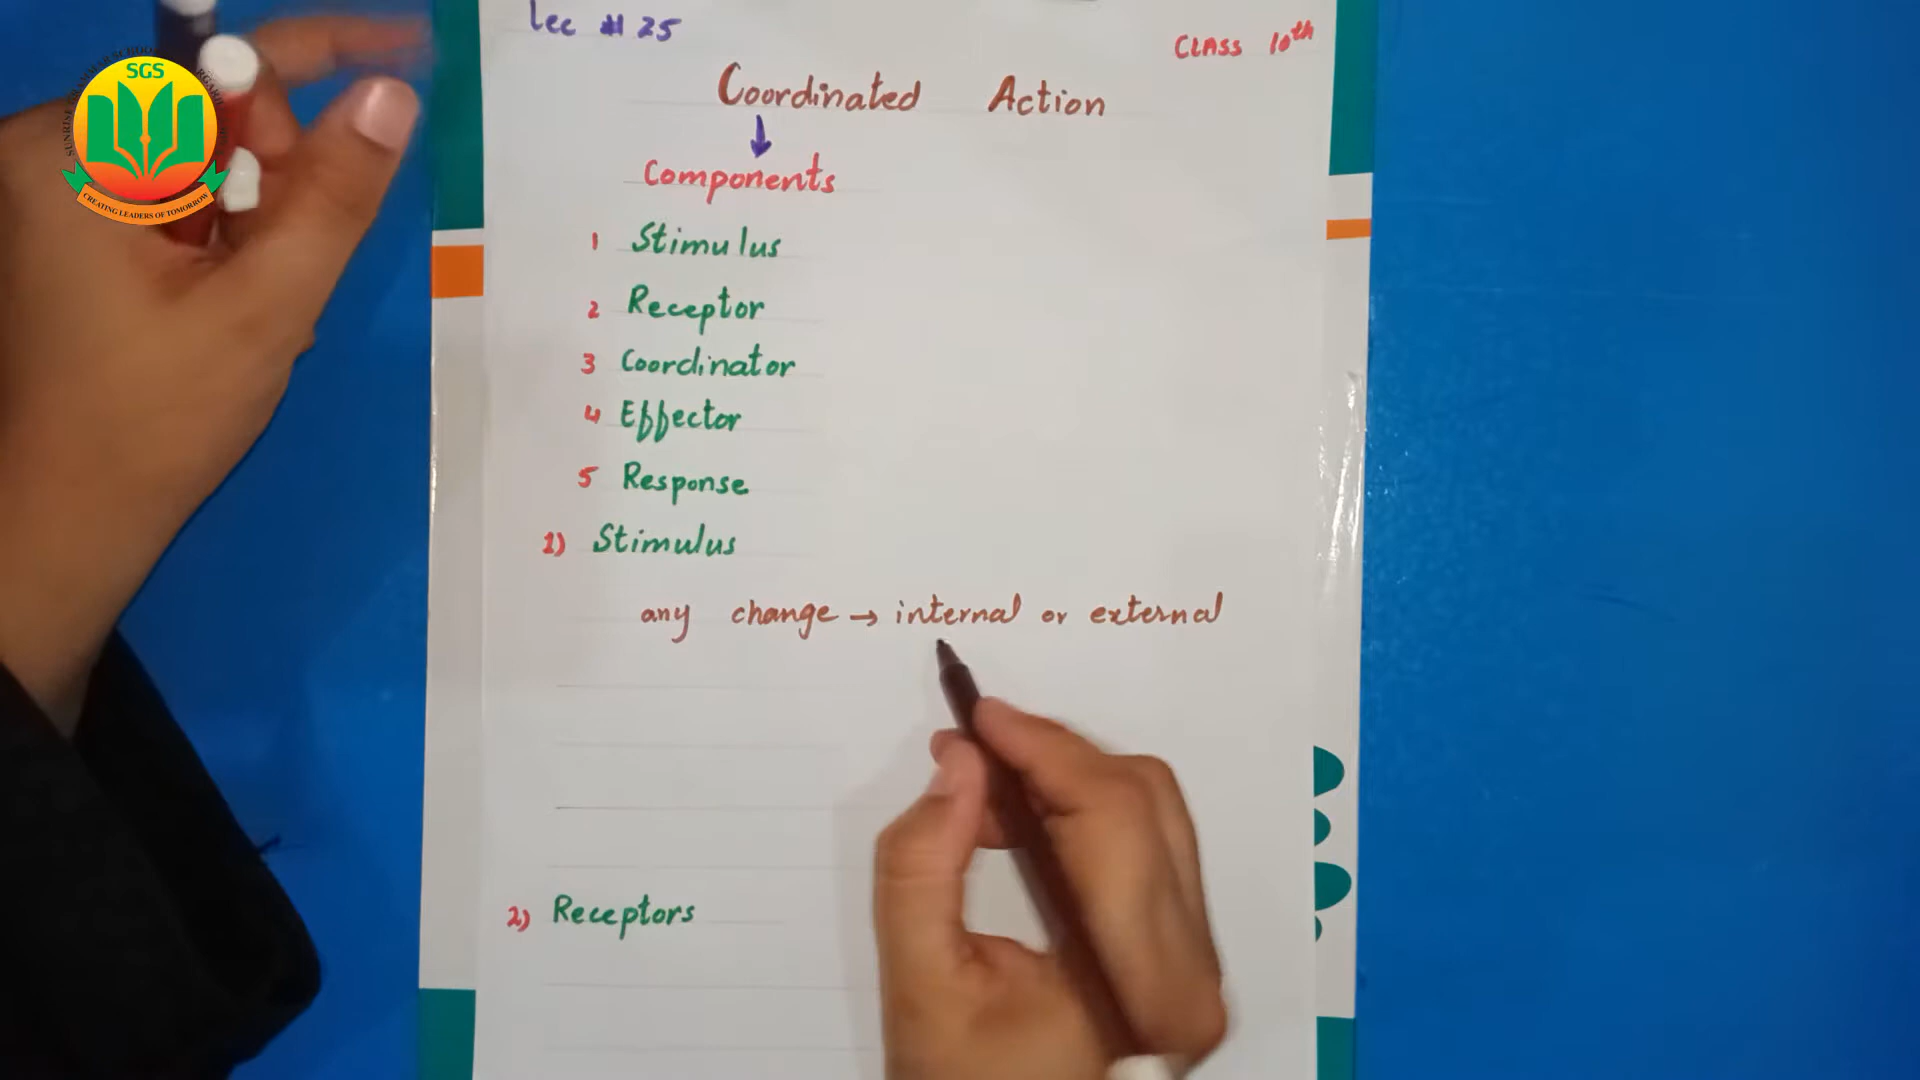 Lec # 25
CLASS 10th
SGS
CREATING LEADERS OF TOMORROW
Coordinated Action
Components
1 Stimulus
2 Receptor
3 Coordinator
4 Effector
5 Response
1) Stimulus
any change → internal or external
2) Receptors